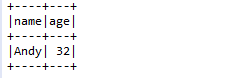 +----+---+
|name|age|
+----+---+
|Andy| 32|
+----+---+